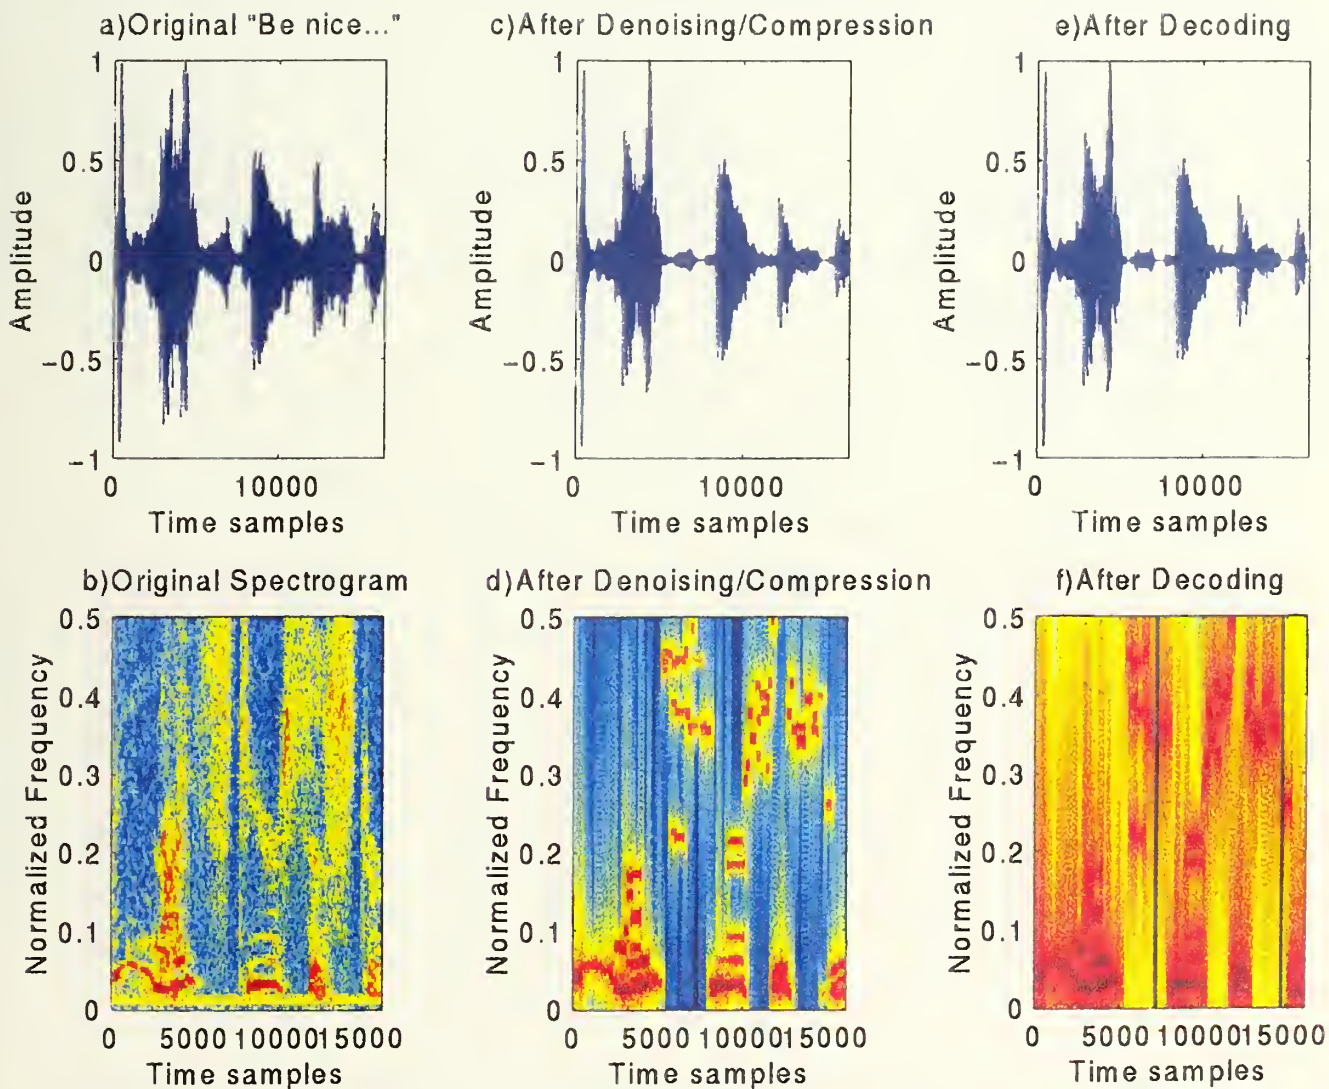 a)Original "Be nice..."
1
0.5
0
−0.5
−1
Amplitude
0 10000
Time samples
c)After Denoising/Compression
1
0.5
0
−0.5
−1
Amplitude
0 10000
Time samples
e)After Decoding
1
0.5
0
−0.5
−1
Amplitude
0 10000
Time samples
b)Original Spectrogram
0.5
0.4
0.3
0.2
0.1
0
Normalized Frequency
0 5000 10000 15000
Time samples
d)After Denoising/Compression
0.5
0.4
0.3
0.2
0.1
0
Normalized Frequency
0 5000 10000 15000
Time samples
f)After Decoding
0.5
0.4
0.3
0.2
0.1
0
Normalized Frequency
0 5000 10000 15000
Time samples